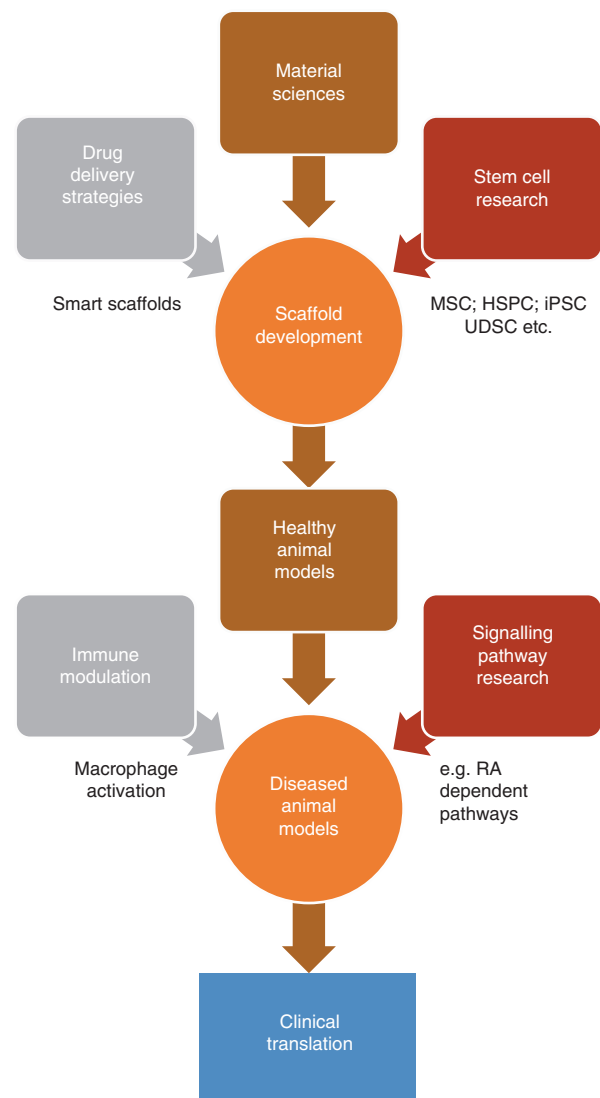 Material
sciences
Drug
delivery
strategies
Stem cell
research
Smart scaffolds
MSC; HSPC; iPSC
UDSC etc.
Scaffold
development
Healthy
animal
models
Immune
modulation
Signalling
pathway
research
Macrophage
activation
e.g. RA
dependent
pathways
Diseased
animal
models
Clinical
translation